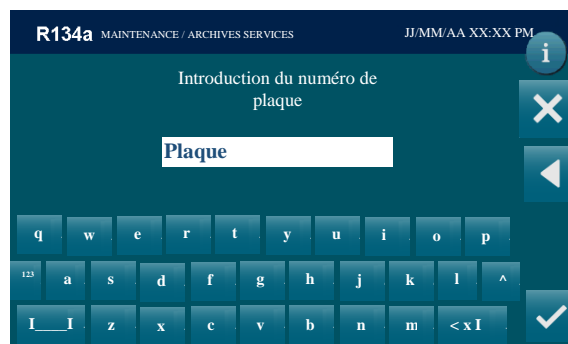 R134a MAINTENANCE / ARCHIVES SERVICES JJ/MM/AA XX:XX PM
i
Introduction du numéro de
plaque
Plaque
q w e r t y u i o p
123 a s d f g h j k l ^
I___I z x c v b n m < x I